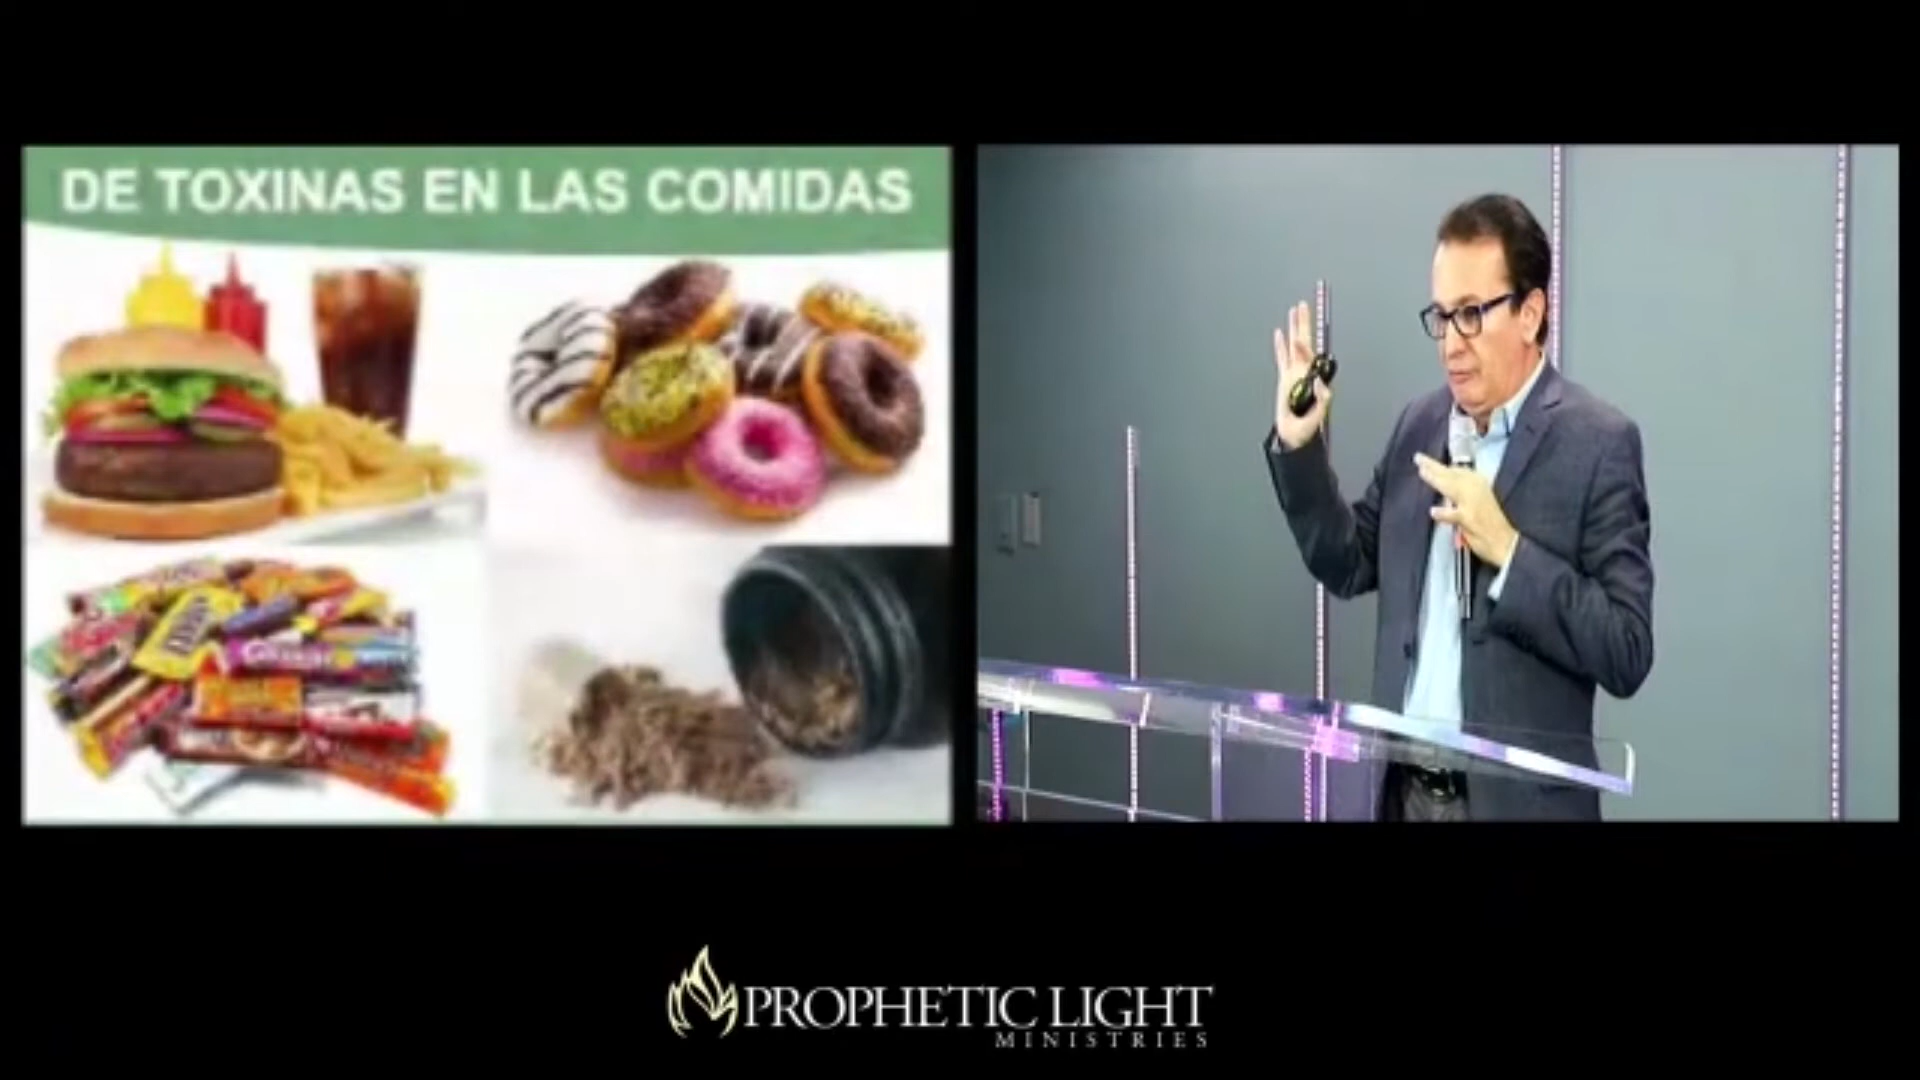 DE TOXINAS EN LAS COMIDAS
PROPHETIC LIGHT
MINISTRIES